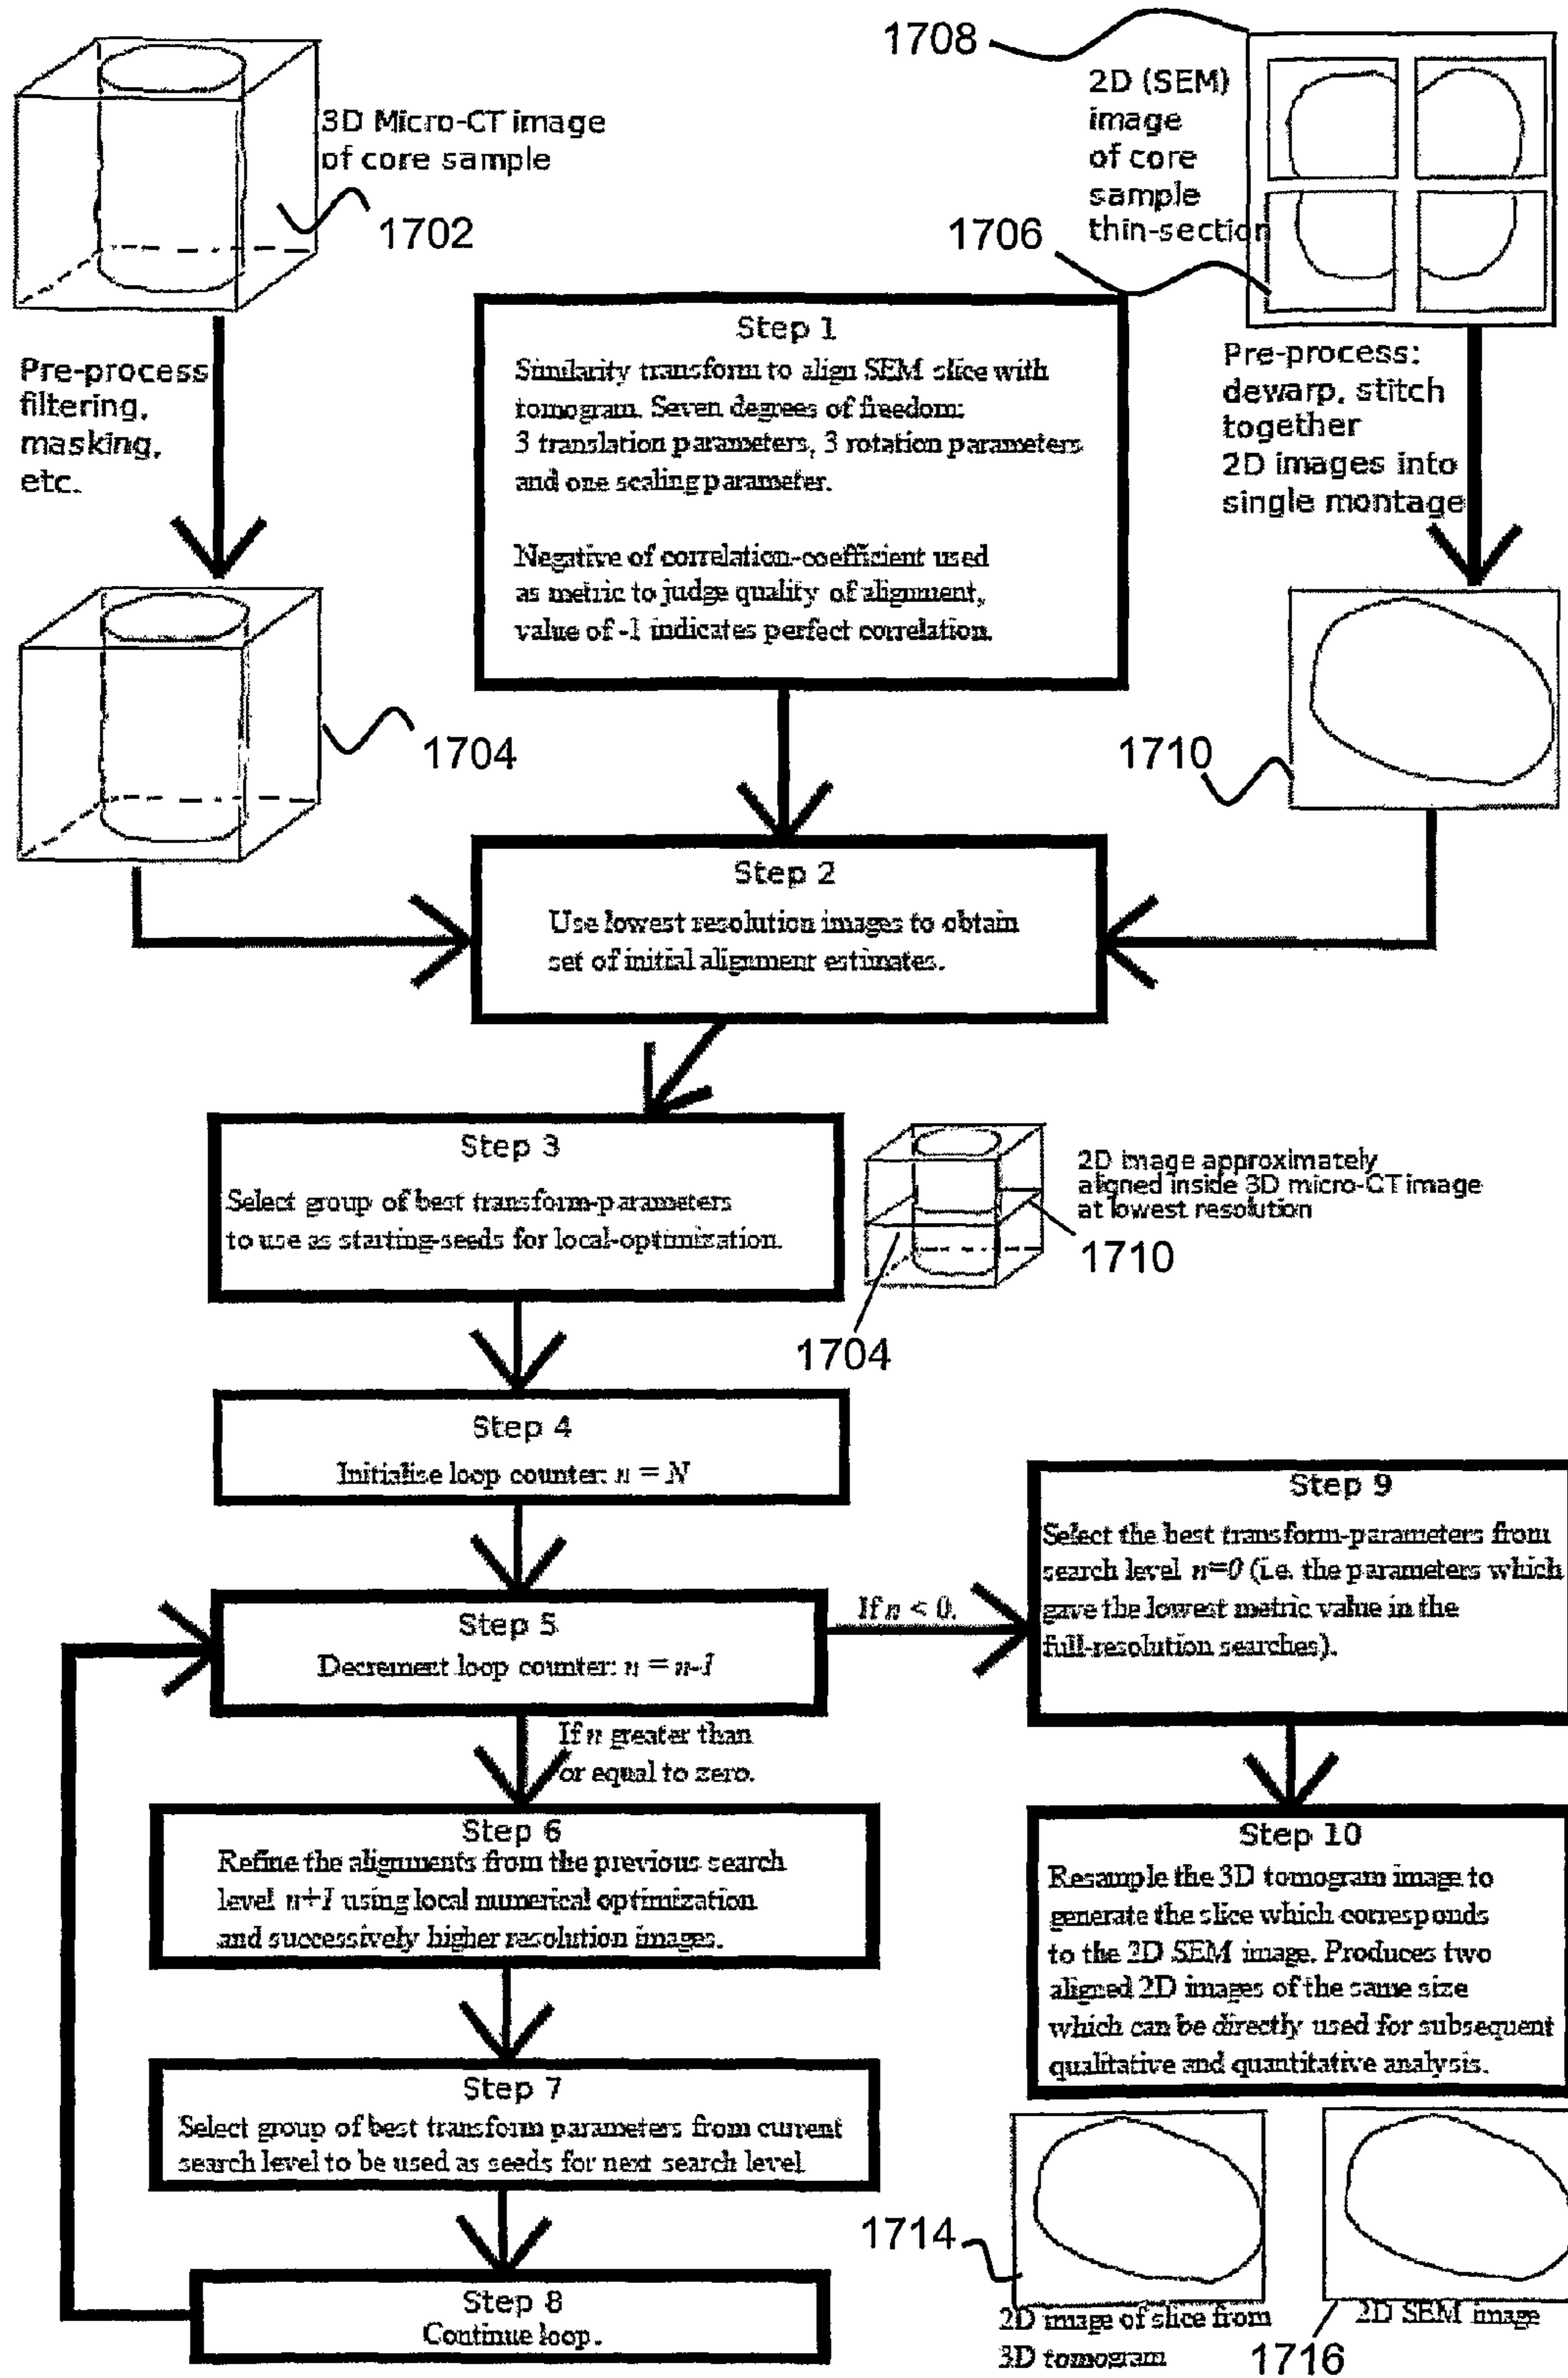 3D Micro-CT image
of core sample
1702
1708
2D (SEM)
image
of core
sample
thin-section
1706
Pre-process
filtering,
masking,
etc.
Step 1
Similarity transform to align SEM slice with
tomogram. Seven degrees of freedom:
3 translation parameters, 3 rotation parameters
and one scaling parameter.
Negative of correlation-coefficient used
as metric to judge quality of alignment,
value of -1 indicates perfect correlation.
Pre-process:
dewarp, stitch
together
2D images into
single montage
1704
1710
Step 2
Use lowest resolution images to obtain
set of initial alignment estimates.
Step 3
Select group of best transform-parameters
to use as starting-seeds for local-optimization.
2D image approximately
aligned inside 3D micro-CT image
at lowest resolution
1710
1704
Step 4
Initialise loop counter: n = N
Step 5
Decrement loop counter: n = n-1
If n < 0.
If n greater than
or equal to zero.
Step 6
Refine the alignments from the previous search
level n+1 using local numerical optimization
and successively higher resolution images.
Step 7
Select group of best transform parameters from current
search level to be used as seeds for next search level
Step 8
Continue loop.
Step 9
Select the best transform-parameters from
search level n=0 (i.e. the parameters which
gave the lowest metric value in the
full-resolution searches).
Step 10
Resample the 3D tomogram image to
generate the slice which corresponds
to the 2D SEM image. Produces two
aligned 2D images of the same size
which can be directly used for subsequent
qualitative and quantitative analysis.
1714
2D image of slice from
3D tomogram
2D SEM image
1716